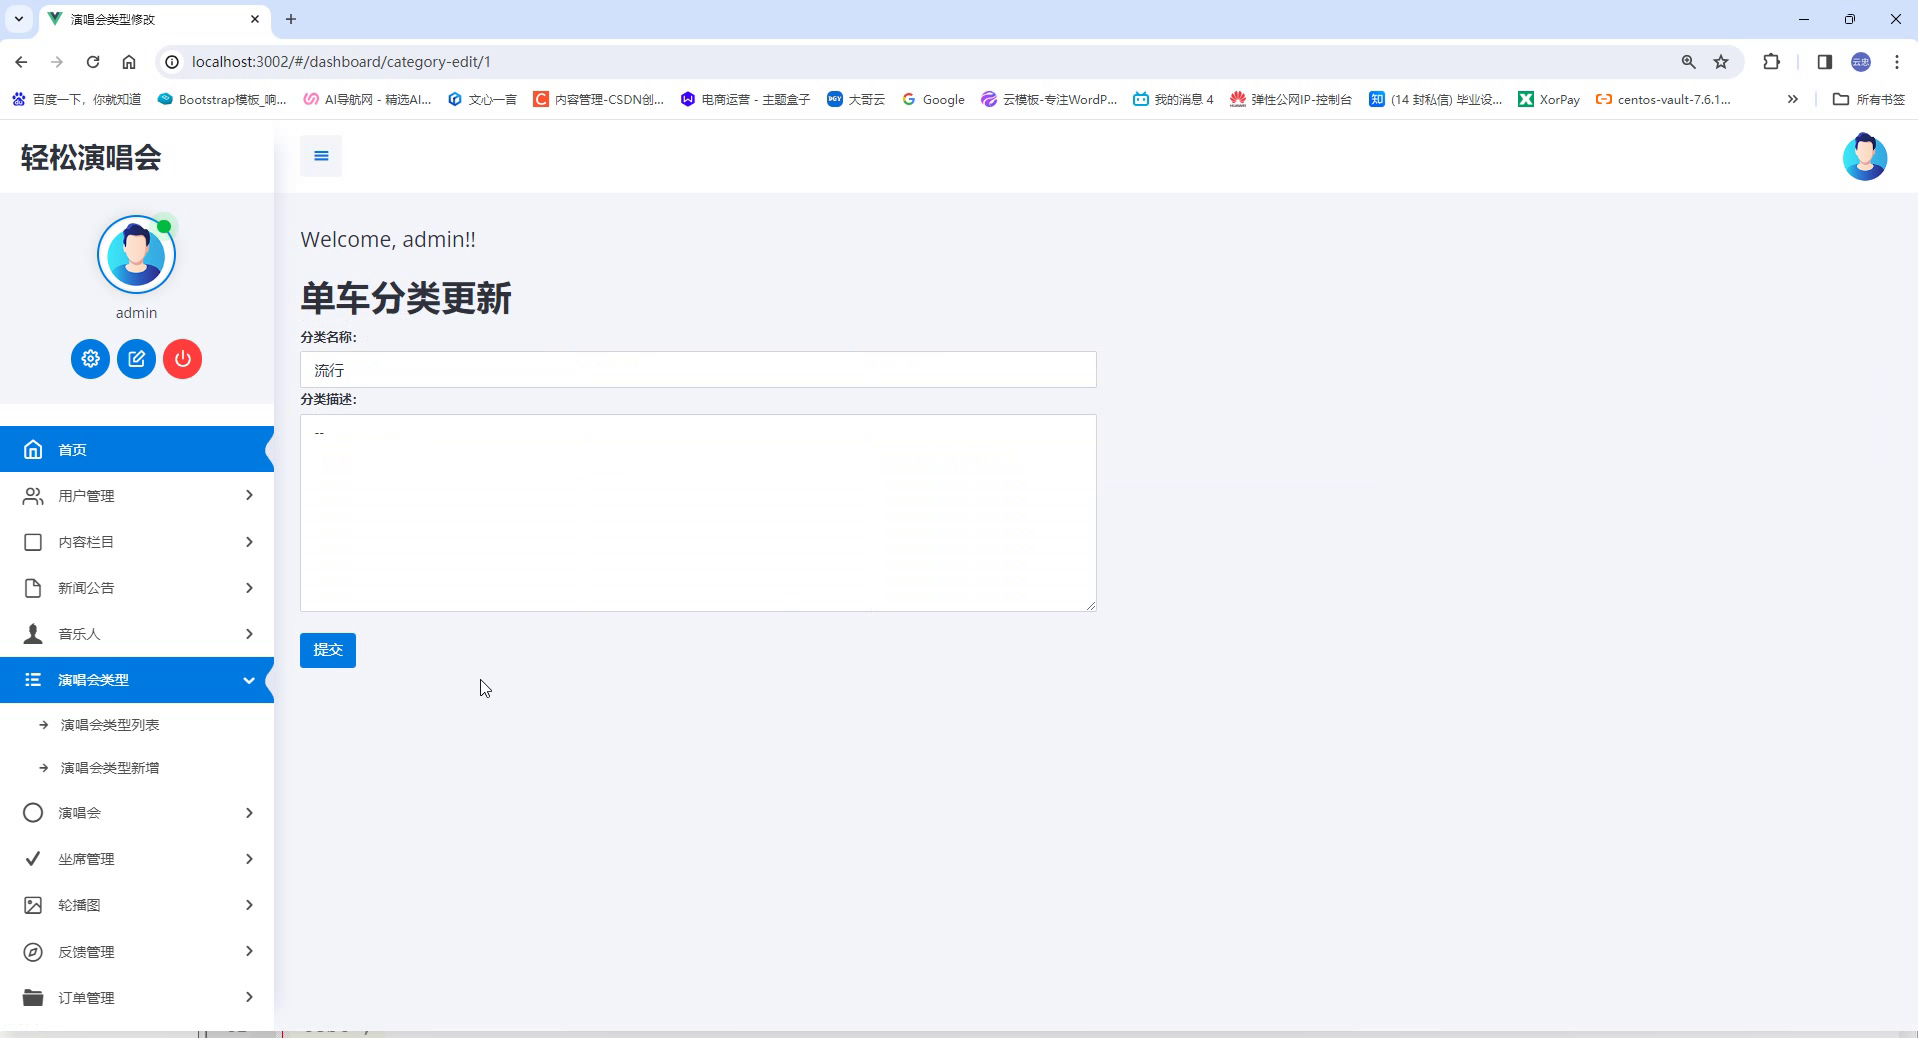 演唱会类型修改
localhost:3002/#/dashboard/category-edit/1
百度一下，你就知道
Bootstrap模板_响...
AI导航网 - 精选AI...
文心一言
内容管理-CSDN创...
电商运营 - 主题盒子
大哥云
Google
云模板-专注WordP...
我的消息 4
弹性公网IP-控制台
(14 封私信) 毕业设...
XorPay
centos-vault-7.6.1...
所有书签
轻松演唱会
admin
首页
用户管理
内容栏目
新闻公告
音乐人
演唱会类型
演唱会类型列表
演唱会类型新增
演唱会
坐席管理
轮播图
反馈管理
订单管理
Welcome, admin!!
单车分类更新
分类名称:
流行
分类描述:
--
提交